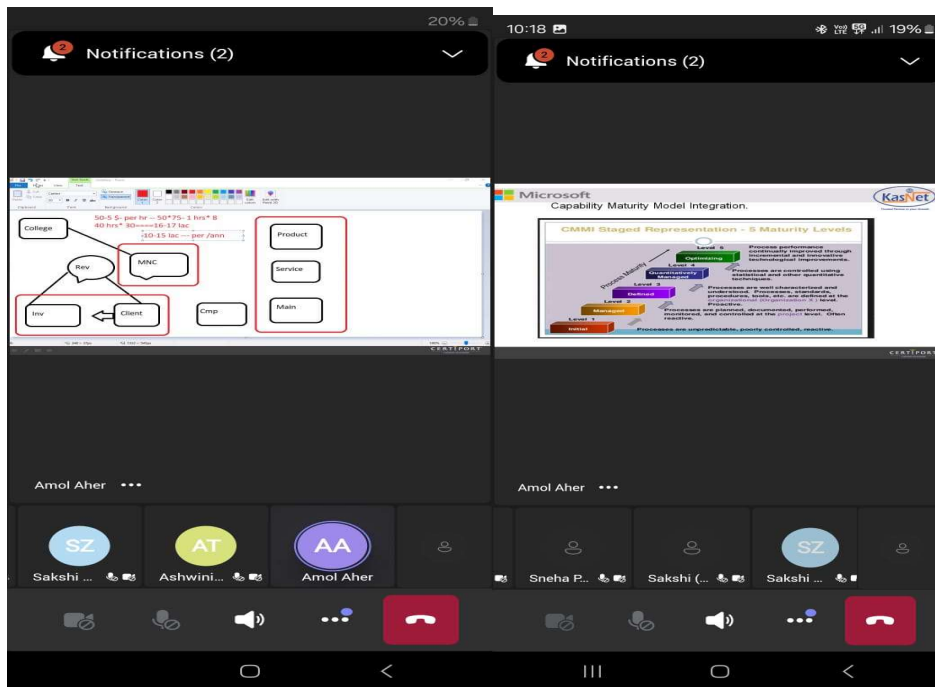 20%
Notifications (2)
2
50-5 $- per hr -- 50*75- 1 hrs* 8
40 hrs* 30====16-17 lac
10-15 lac --- per /ann
College
MNC
Rev
Inv
Client
Cmp
Product
Service
Main
CERTIPORT
Amol Aher
SZ
AT
AA
Sakshi ...
Ashwini...
Amol Aher
10:18
19%
Notifications (2)
2
Microsoft
KasNet
Capability Maturity Model Integration.
CMMI Staged Representation - 5 Maturity Levels
Process Maturity
Level 5
Optimizing
Process performance
continually improved through
incremental and innovative
technological improvements.
Level 4
Quantitatively
Managed
Processes are controlled using
statistical and other quantitative
techniques.
Level 3
Defined
Processes are well characterized and
understood. Processes, standards,
procedures, tools, etc. are defined at the
organizational (Organization X) level.
Proactive.
Level 2
Managed
Processes are planned, documented, performed,
monitored, and controlled at the project level. Often
reactive.
Level 1
Initial
Processes are unpredictable, poorly controlled, reactive.
CERTIPORT
Amol Aher
SZ
Sneha P...
Sakshi (...
Sakshi ...